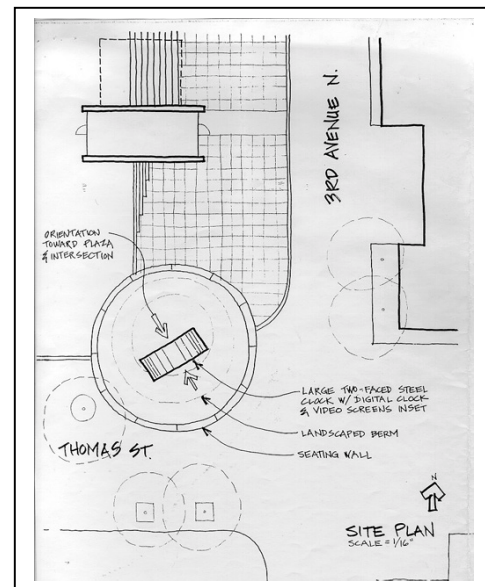 3RD AVENUE N.
ORIENTATION
TOWARD PLAZA
& INTERSECTION
LARGE TWO-FACED STEEL
CLOCK W/ DIGITAL CLOCK
& VIDEO SCREENS INSET
LANDSCAPED BERM
SEATING WALL
THOMAS ST.
N
SITE PLAN
SCALE = 1/16"